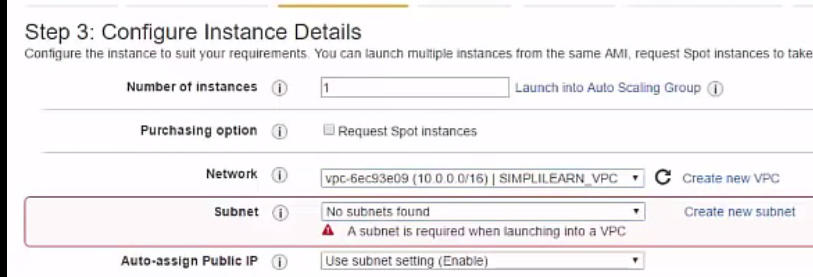 Step 3: Configure Instance Details
Configure the instance to suit your requirements. You can launch multiple instances from the same AMI, request Spot instances to take
Number of instances 1 Launch into Auto Scaling Group
Purchasing option Request Spot instances
Network vpc-6ec93e09 (10.0.0.0/16) | SIMPLILEARN_VPC Create new VPC
Subnet No subnets found Create new subnet
A subnet is required when launching into a VPC
Auto-assign Public IP Use subnet setting (Enable)